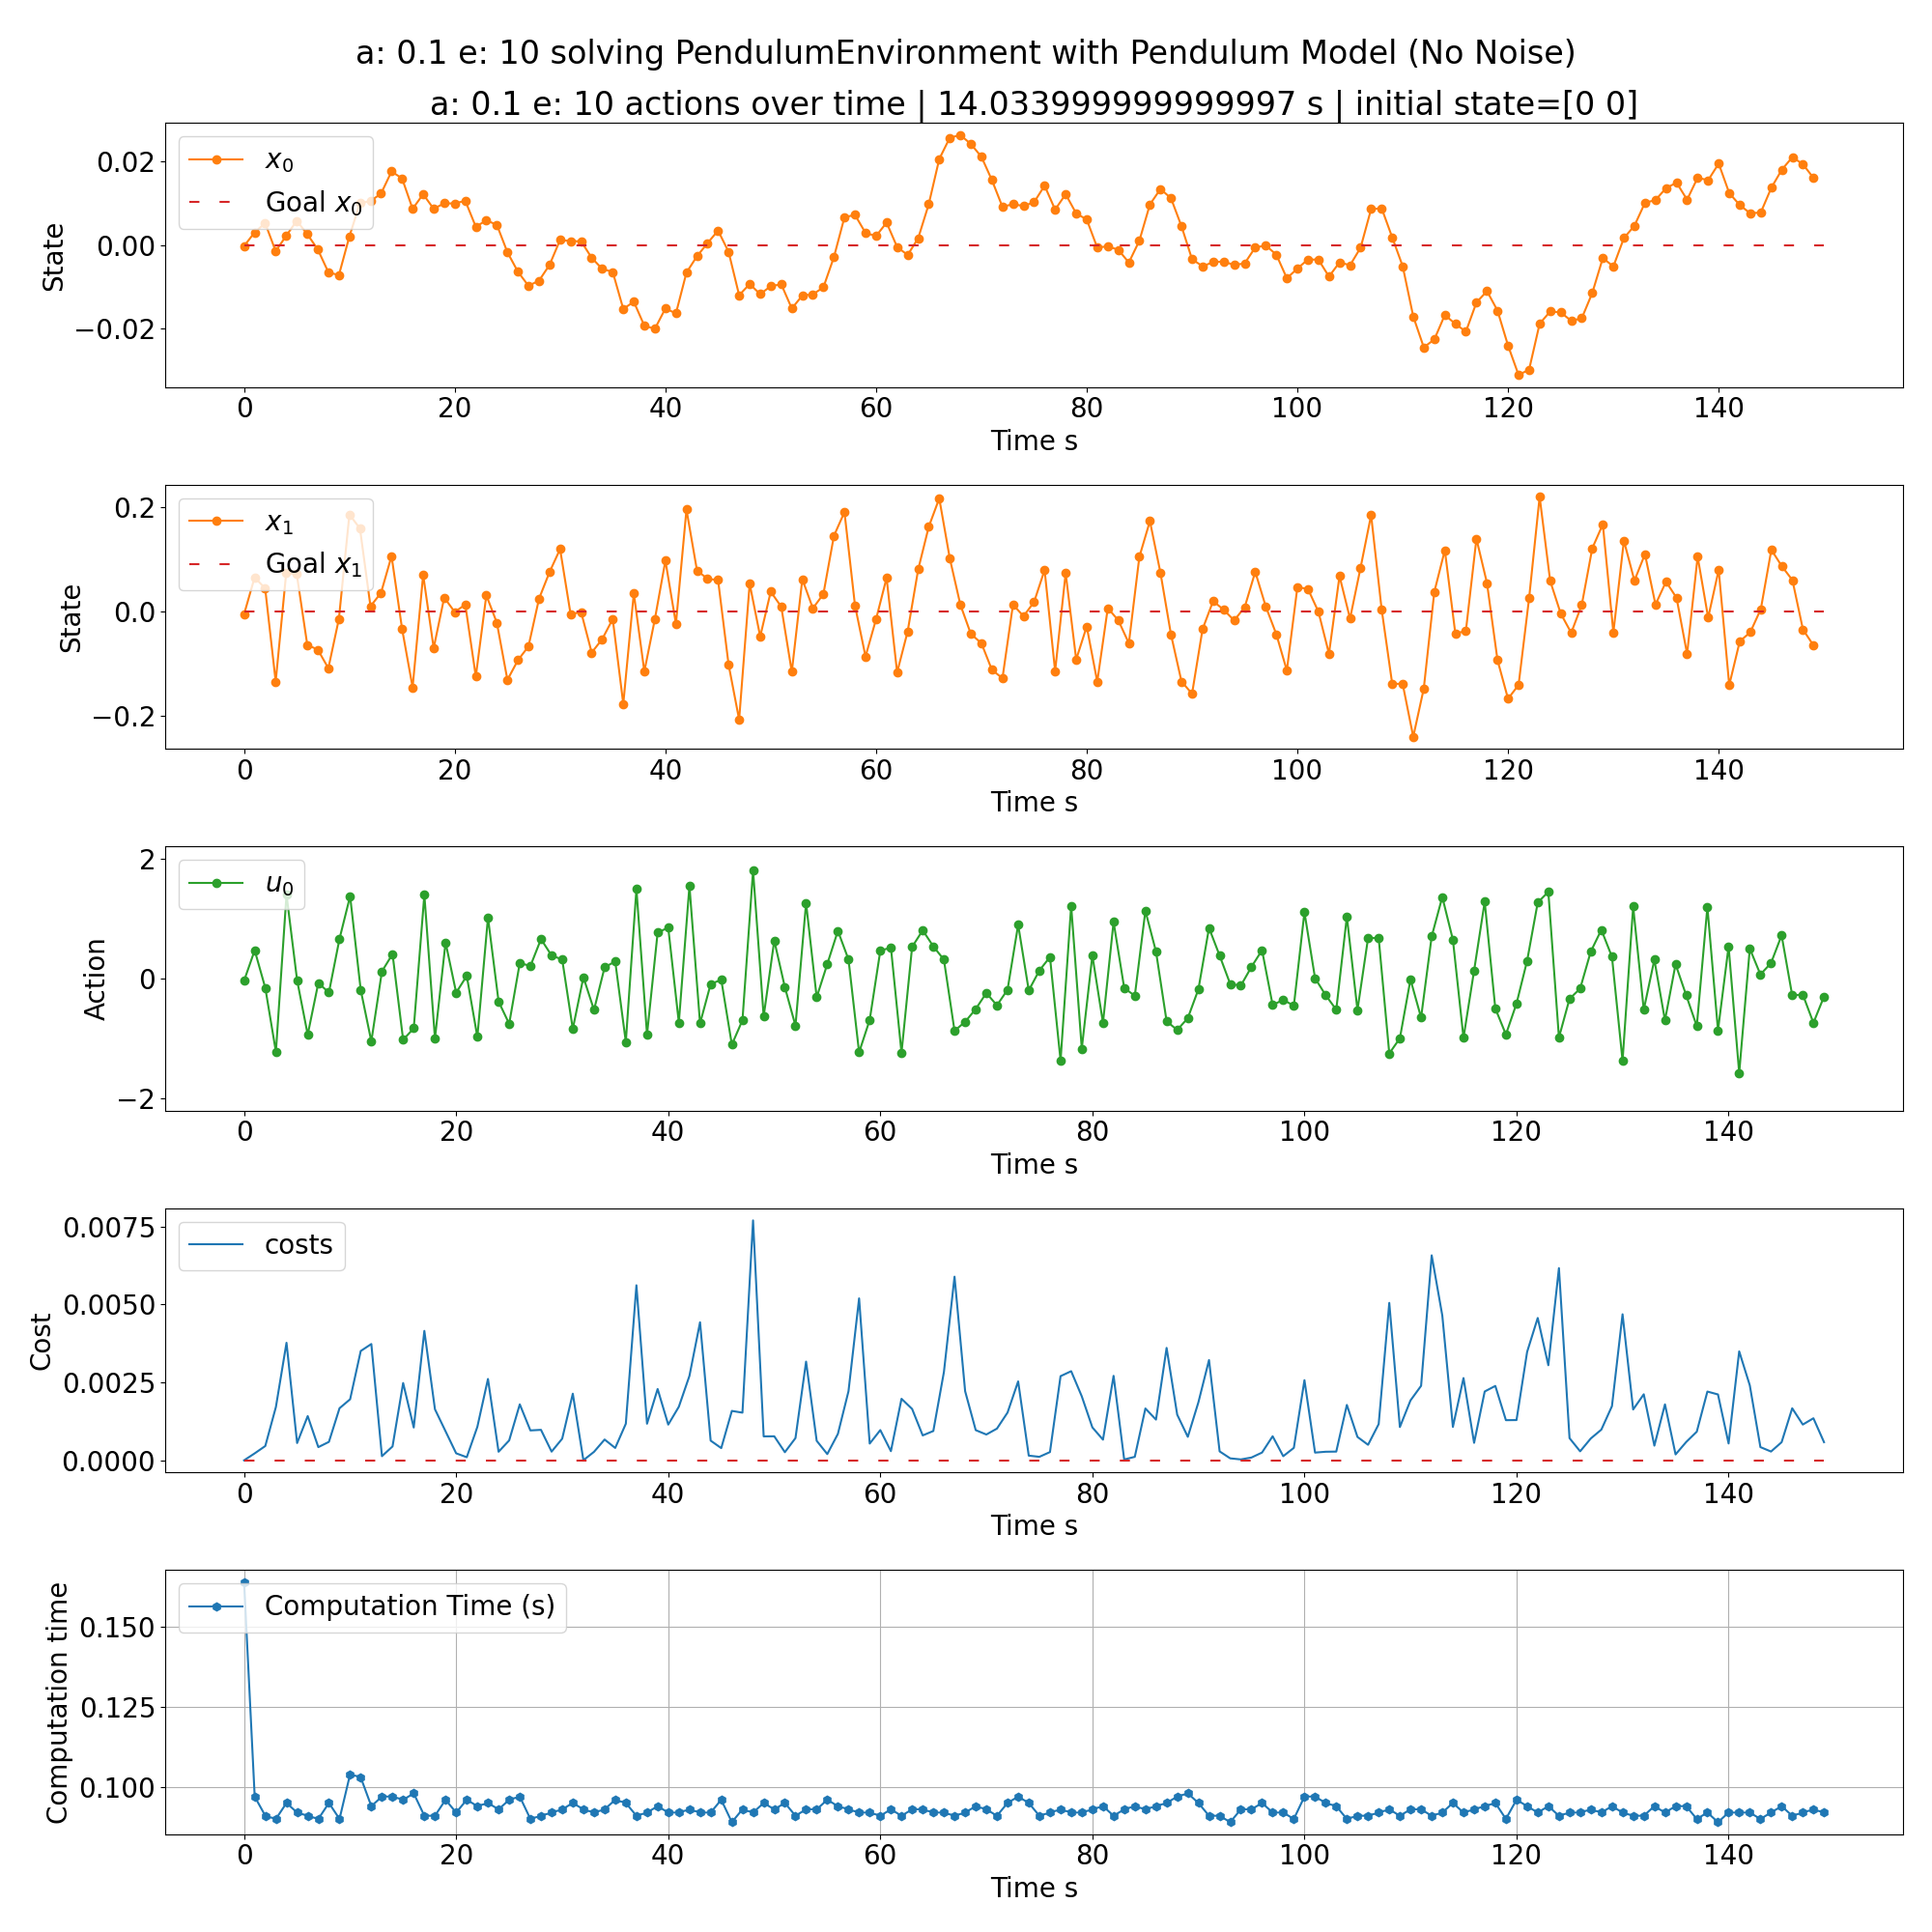 a: 0.1 e: 10 solving PendulumEnvironment with Pendulum Model (No Noise)
a: 0.1 e: 10 actions over time | 14.033999999999997 s | initial state=[0 0]
x0
Goal x0
State
0.02
0.00
−0.02
0 20 40 60 80 100 120 140
Time s
x1
Goal x1
State
0.2
0.0
−0.2
0 20 40 60 80 100 120 140
Time s
u0
Action
2
0
−2
0 20 40 60 80 100 120 140
Time s
costs
Cost
0.0075
0.0050
0.0025
0.0000
0 20 40 60 80 100 120 140
Time s
Computation Time (s)
Computation time
0.150
0.125
0.100
0 20 40 60 80 100 120 140
Time s